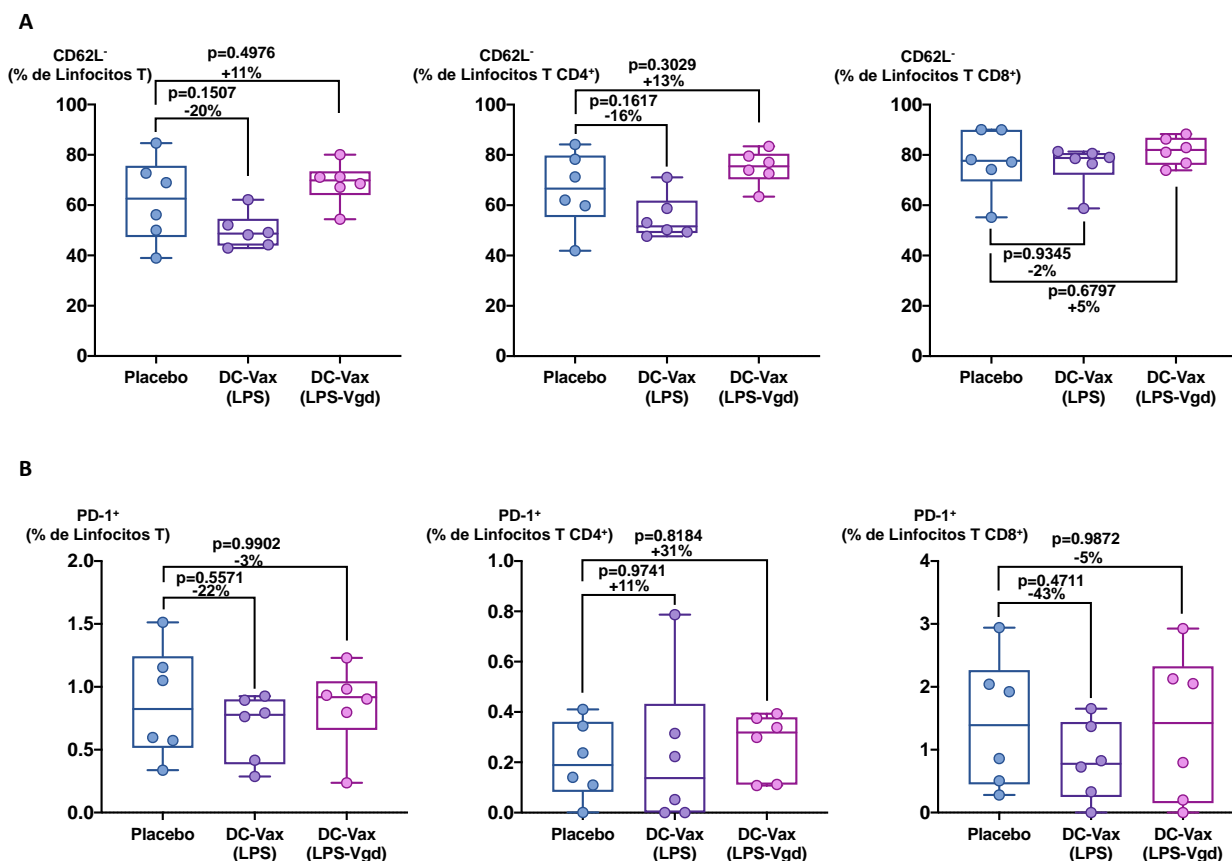 A
CD62L-
(% de Linfocitos T)
p=0.4976
+11%
p=0.1507
-20%
100
80
60
40
20
0
Placebo
DC-Vax
(LPS)
DC-Vax
(LPS-Vgd)
CD62L-
(% de Linfocitos T CD4+)
p=0.3029
+13%
p=0.1617
-16%
100
80
60
40
20
0
Placebo
DC-Vax
(LPS)
DC-Vax
(LPS-Vgd)
CD62L-
(% de Linfocitos T CD8+)
100
80
60
40
20
0
p=0.9345
-2%
p=0.6797
+5%
Placebo
DC-Vax
(LPS)
DC-Vax
(LPS-Vgd)
B
PD-1+
(% de Linfocitos T)
p=0.9902
-3%
p=0.5571
-22%
2.0
1.5
1.0
0.5
0.0
Placebo
DC-Vax
(LPS)
DC-Vax
(LPS-Vgd)
PD-1+
(% de Linfocitos T CD4+)
p=0.8184
+31%
p=0.9741
+11%
1.0
0.8
0.6
0.4
0.2
0.0
Placebo
DC-Vax
(LPS)
DC-Vax
(LPS-Vgd)
PD-1+
(% de Linfocitos T CD8+)
p=0.9872
-5%
p=0.4711
-43%
4
3
2
1
0
Placebo
DC-Vax
(LPS)
DC-Vax
(LPS-Vgd)